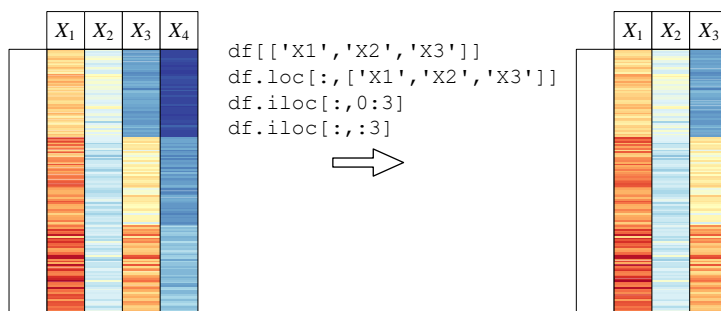 X1 X2 X3 X4
df[['X1','X2','X3']]
df.loc[:,['X1','X2','X3']]
df.iloc[:,0:3]
df.iloc[:,:3]
X1 X2 X3